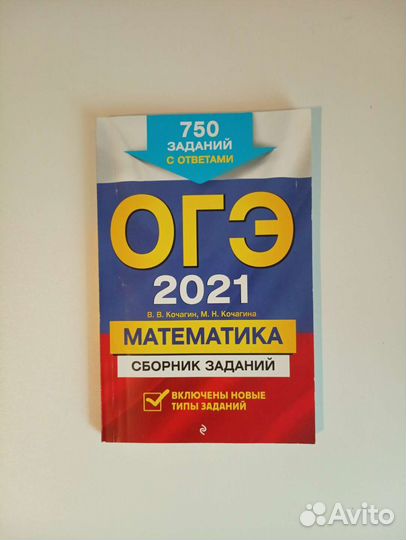 750
ЗАДАНИЙ
С ОТВЕТАМИ
ОГЭ
2021
В. В. Кочагин, М. Н. Кочагина
МАТЕМАТИКА
СБОРНИК ЗАДАНИЙ
ВКЛЮЧЕНЫ НОВЫЕ
ТИПЫ ЗАДАНИЙ
Avito